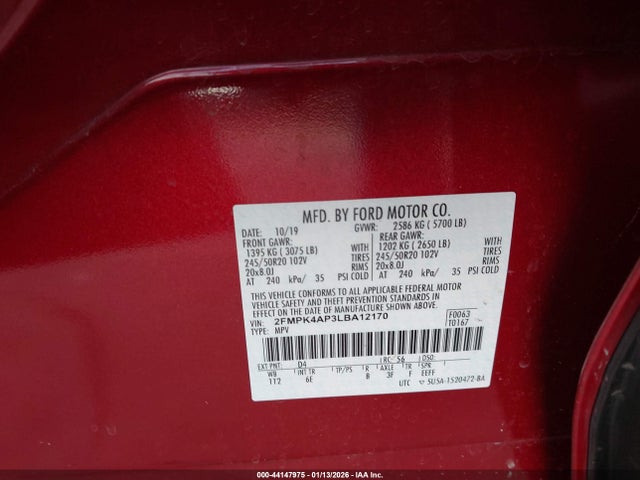 MFD. BY FORD MOTOR CO.
DATE: 10/19 GVWR: 2586 KG ( 5700 LB)
FRONT GAWR: REAR GAWR:
1395 KG ( 3075 LB) WITH 1202 KG ( 2650 LB) WITH
245/50R20 102V TIRES 245/50R20 102V TIRES
20x8.0J RIMS 20x8.0J RIMS
AT 240 kPa/ 35 PSI COLD AT 240 kPa/ 35 PSI COLD
THIS VEHICLE CONFORMS TO ALL APPLICABLE FEDERAL MOTOR
VEHICLE SAFETY AND THEFT PREVENTION STANDARDS IN
EFFECT ON THE DATE OF MANUFACTURE SHOWN ABOVE.
VIN: 2FMPK4AP3LBA12170 F0063
TYPE: MPV T0167
EXT PNT: D4 RC: 56 DSO:
WB INT TR TP/PS R AXLE TR SPR
112 6E B 3F F EEFF
UTC 5U5A-1520472-BA
000-44147975 - 01/13/2026 - IAA Inc.